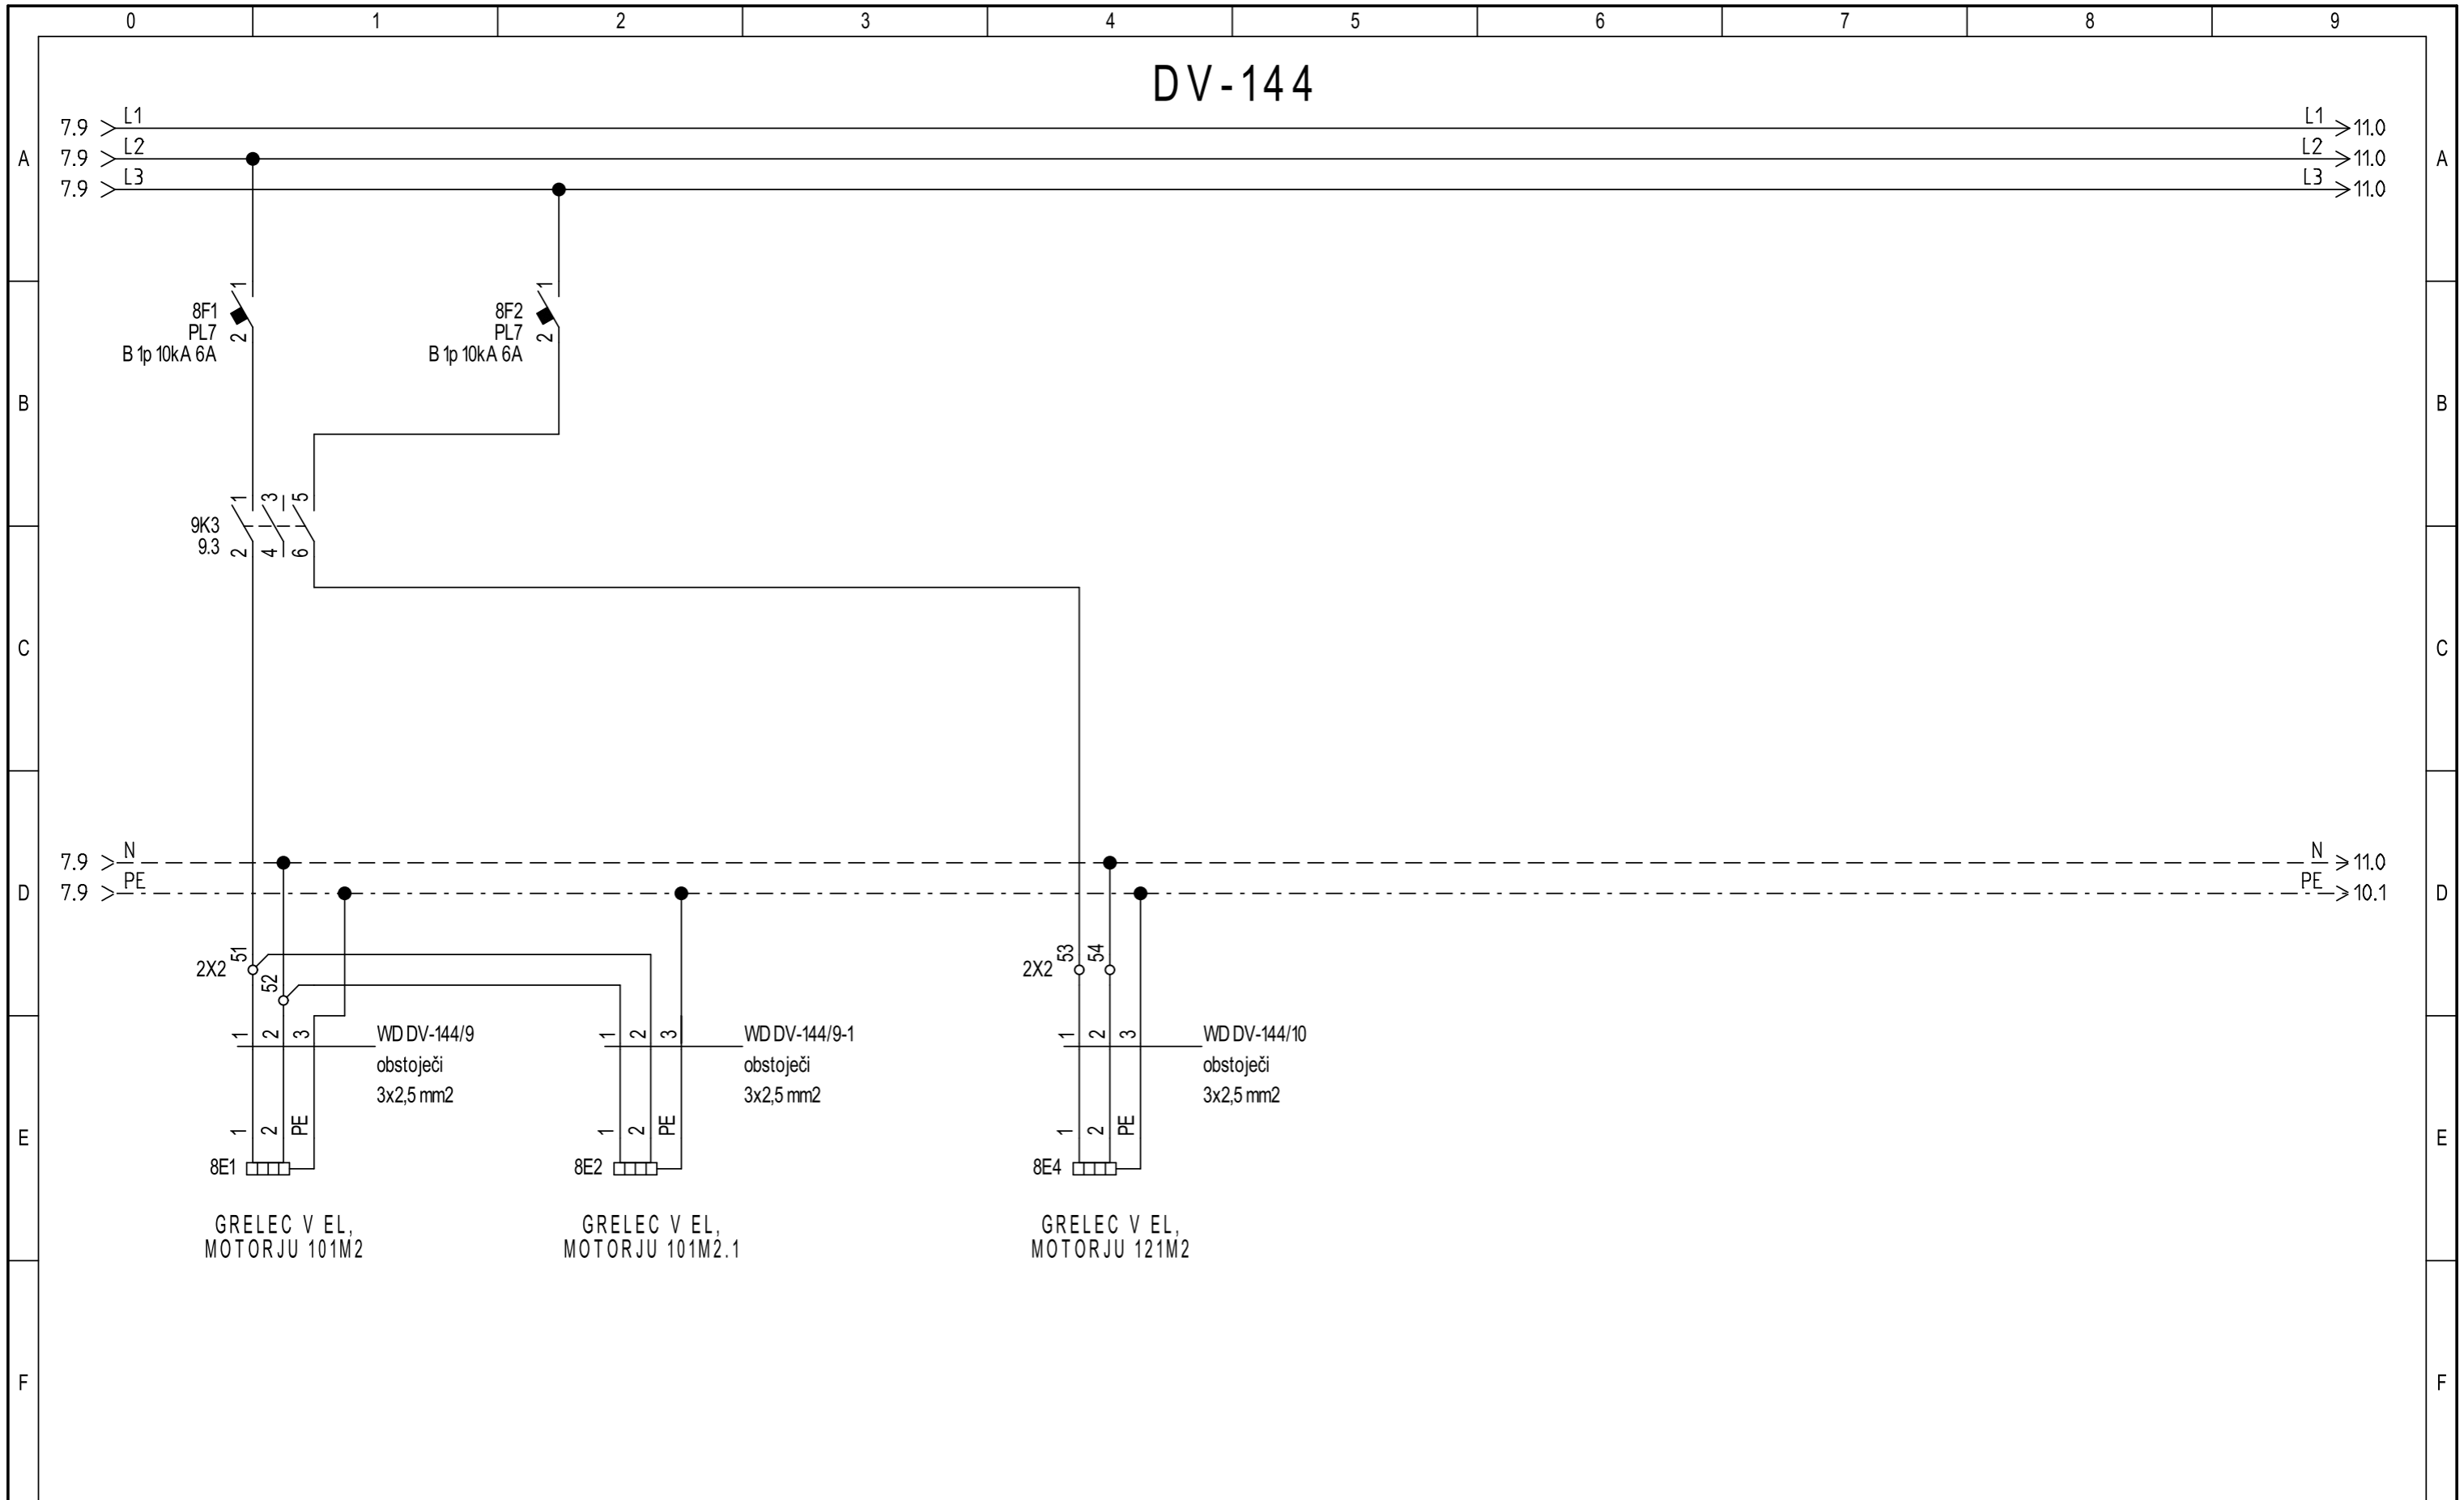 0 1 2 3 4 5 6 7 8 9
DV-144
7.9 L1 L1 11.0
A 7.9 L2 L2 11.0 A
7.9 L3 L3 11.0
1 1
8F1 8F2
PL7 PL7
2 2
B 1p 10kA 6A B 1p 10kA 6A
B B
1 3 5
9K3
9.3
2 4 6
C C
7.9 N N 11.0
D 7.9 PE PE 10.1 D
51 53 54
2X2 2X2
52
1 2 3 WD DV-144/9 1 2 3 WD DV-144/9-1 1 2 3 WD DV-144/10
obstoječi obstoječi obstoječi
3x2,5 mm2 3x2,5 mm2 3x2,5 mm2
E 1 2 PE 1 2 PE 1 2 PE E
8E1 8E2 8E4
GRELEC V EL, GRELEC V EL, GRELEC V EL,
MOTORJU 101M2 MOTORJU 101M2.1 MOTORJU 121M2
F F